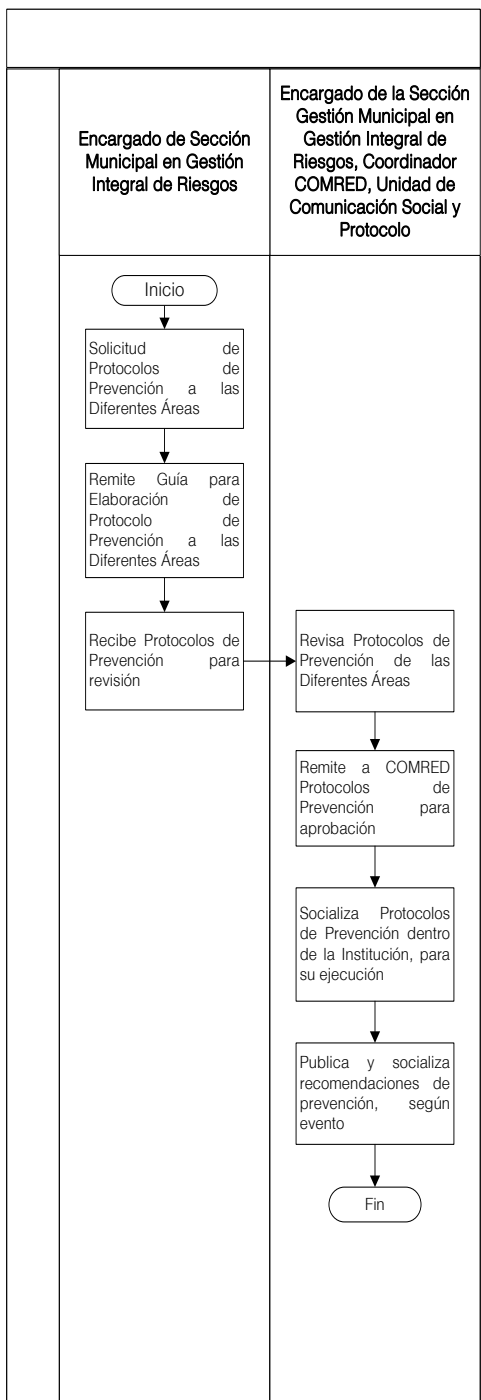 Encargado de Sección
Municipal en Gestión
Integral de Riesgos
Encargado de la Sección
Gestión Municipal en
Gestión Integral de
Riesgos, Coordinador
COMRED, Unidad de
Comunicación Social y
Protocolo
Inicio
Solicitud de
Protocolos de
Prevención a las
Diferentes Áreas
Remite Guía para
Elaboración de
Protocolo de
Prevención a las
Diferentes Áreas
Recibe Protocolos de
Prevención para
revisión
Revisa Protocolos de
Prevención de las
Diferentes Áreas
Remite a COMRED
Protocolos de
Prevención para
aprobación
Socializa Protocolos
de Prevención dentro
de la Institución, para
su ejecución
Publica y socializa
recomendaciones de
prevención, según
evento
Fin